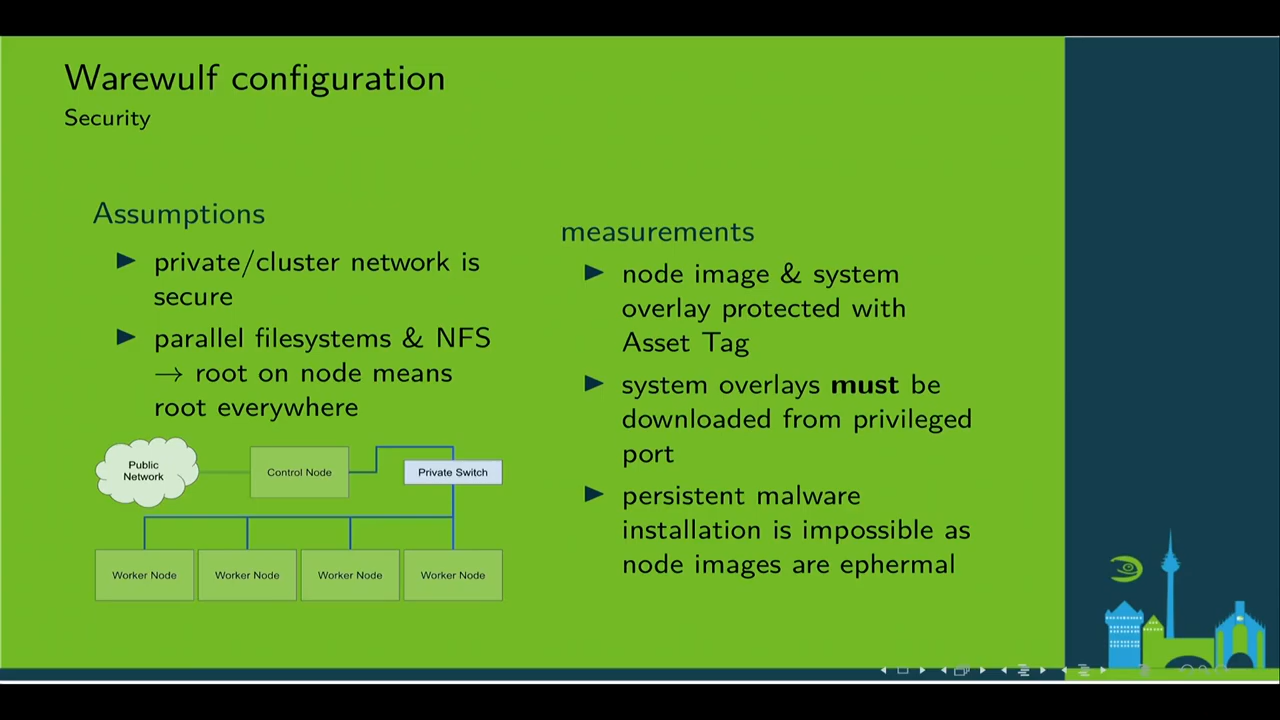 Warewulf configuration
Security
Assumptions
▶ private/cluster network is
secure
▶ parallel filesystems & NFS
→ root on node means
root everywhere
Public
Network
Control Node
Private Switch
Worker Node
Worker Node
Worker Node
Worker Node
measurements
▶ node image & system
overlay protected with
Asset Tag
▶ system overlays must be
downloaded from privileged
port
▶ persistent malware
installation is impossible as
node images are ephermal